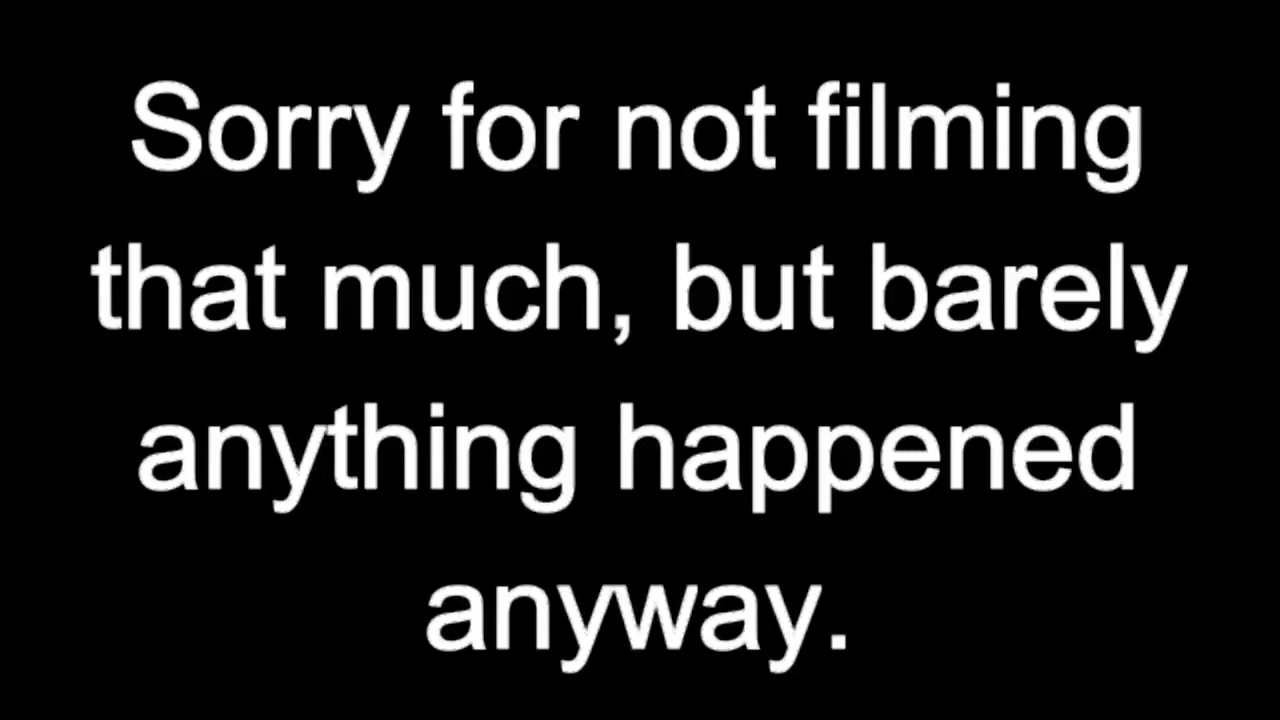 Sorry for not filming
that much, but barely
anything happened
anyway.